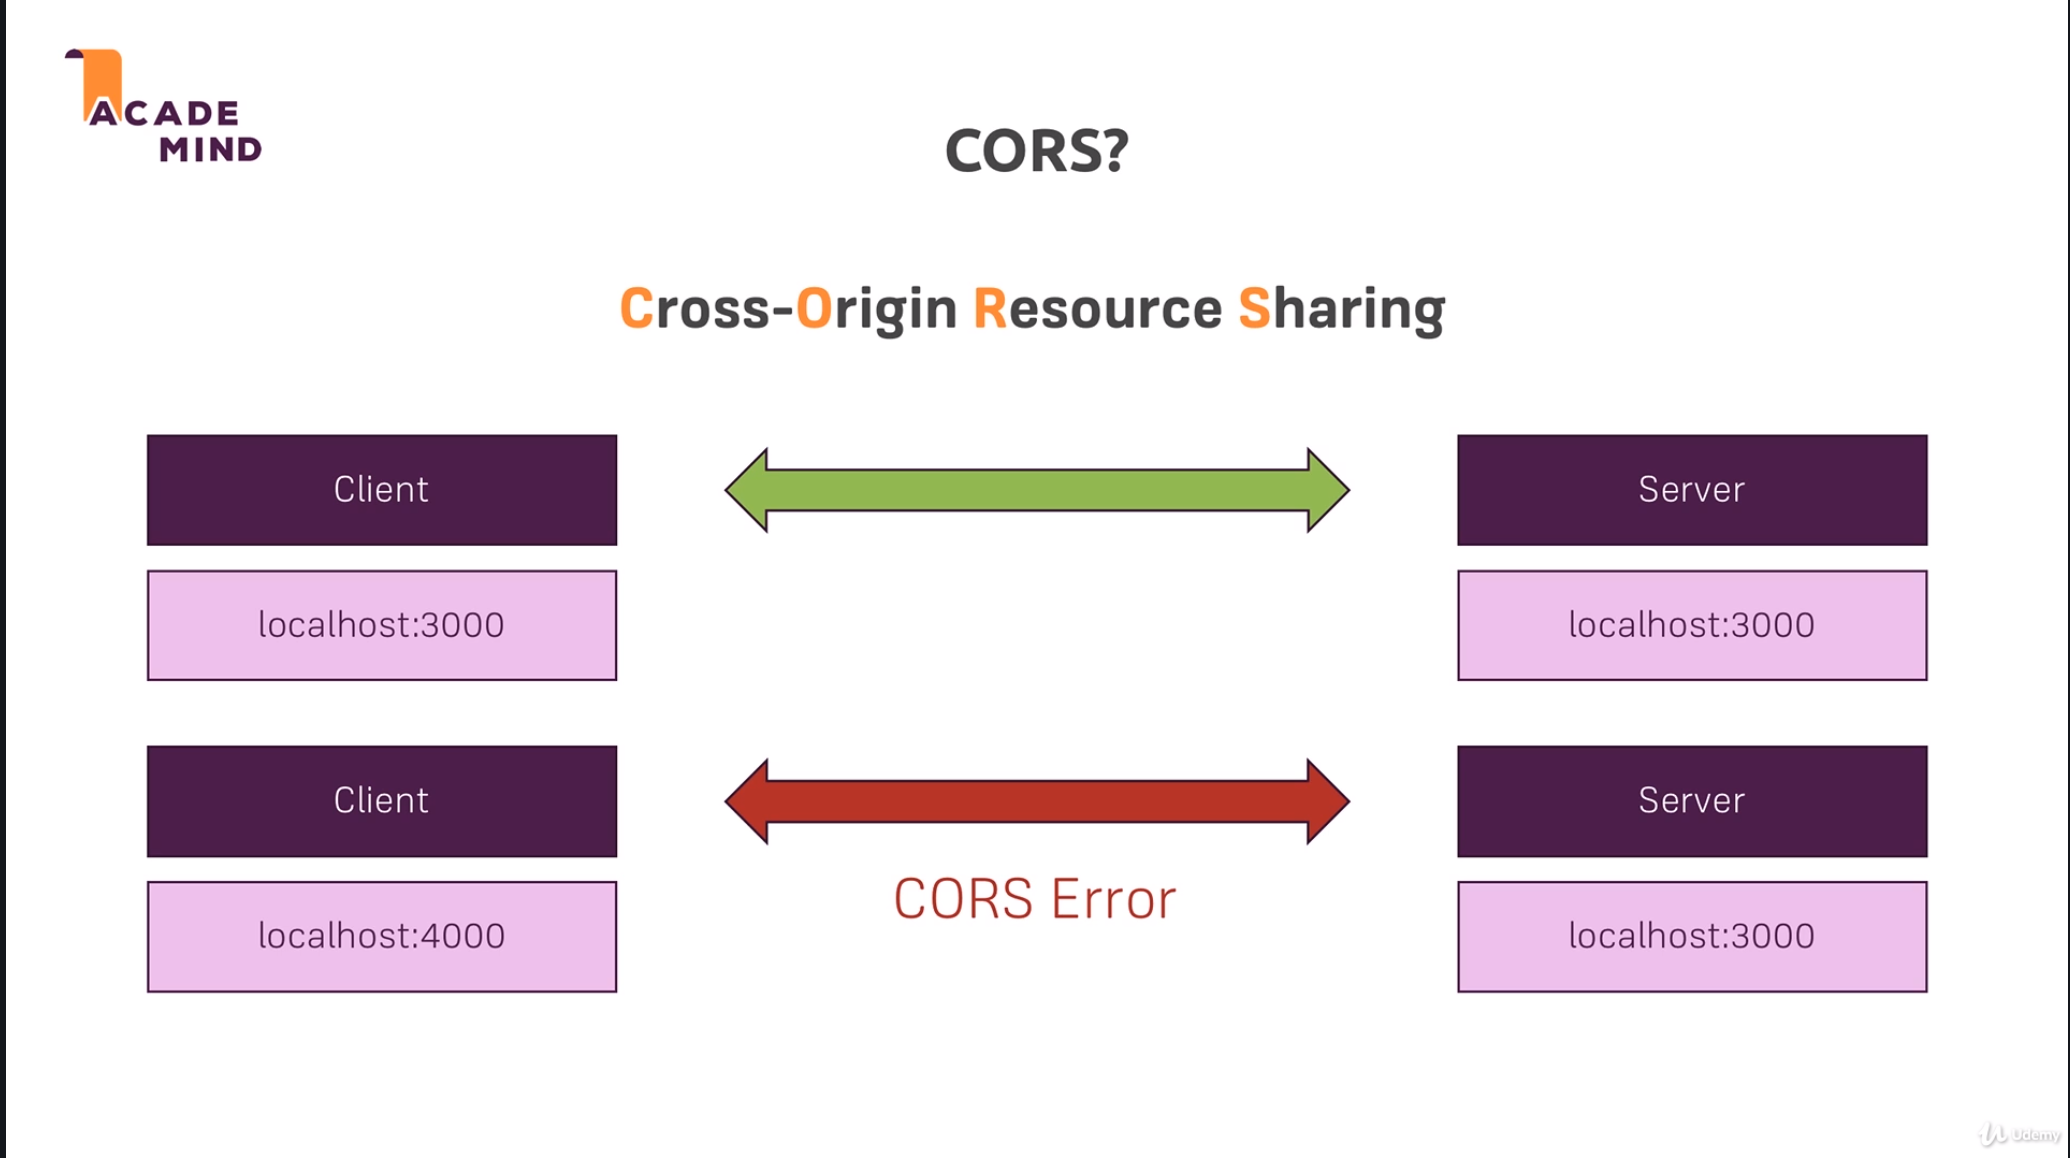 ACADE
MIND
CORS?
Cross-Origin Resource Sharing
Client
Server
localhost:3000
localhost:3000
Client
Server
CORS Error
localhost:4000
localhost:3000
Udemy